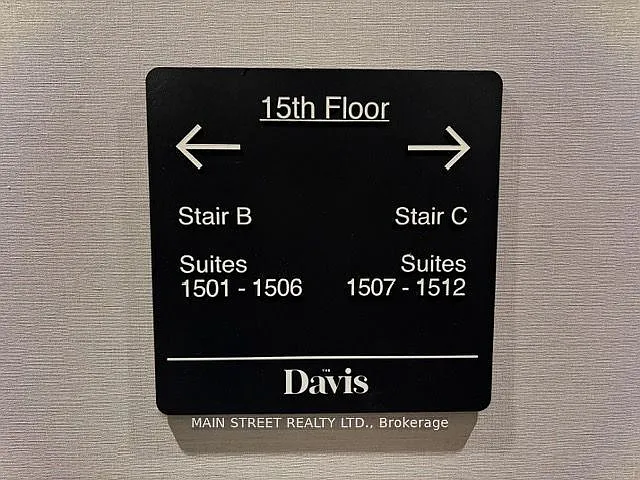 15th Floor
← →
Stair B Stair C
Suites Suites
1501 - 1506 1507 - 1512
THE
Davis
MAIN STREET REALTY LTD., Brokerage